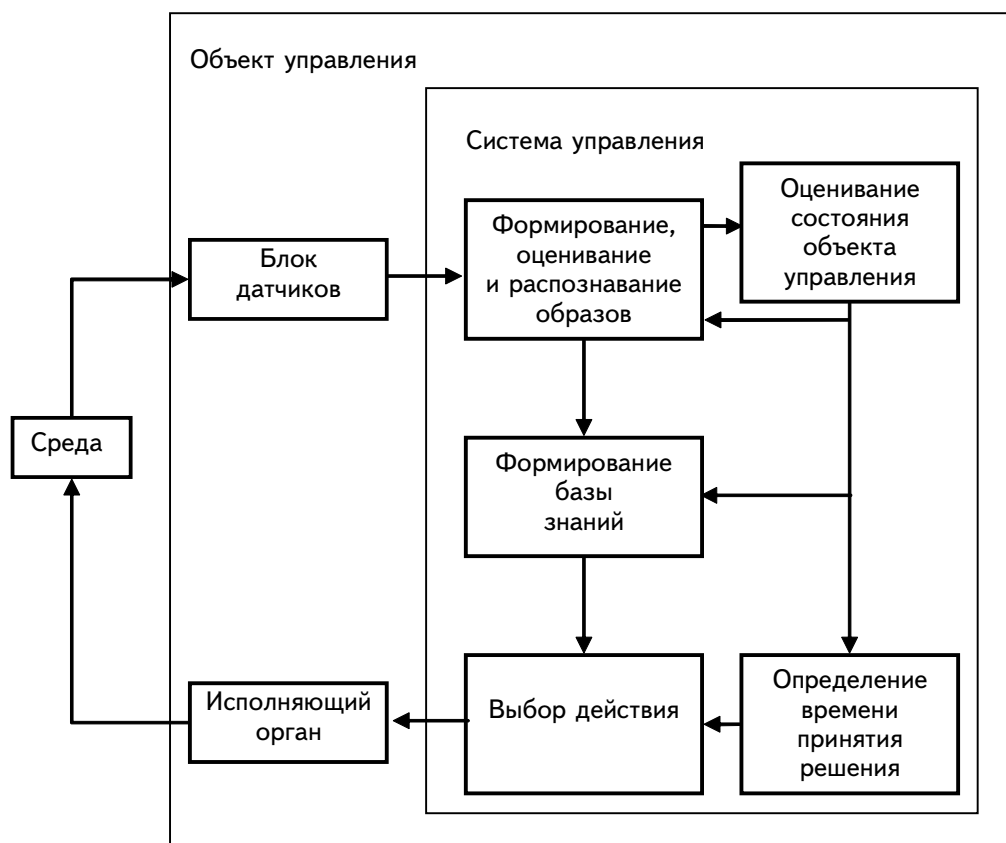 Объект управления
Система управления
Оценивание
состояния
объекта
управления
Формирование,
оценивание
и распознавание
образов
Блок
датчиков
Среда
Формирование
базы
знаний
Исполняющий
орган
Выбор действия
Определение
времени
принятия
решения